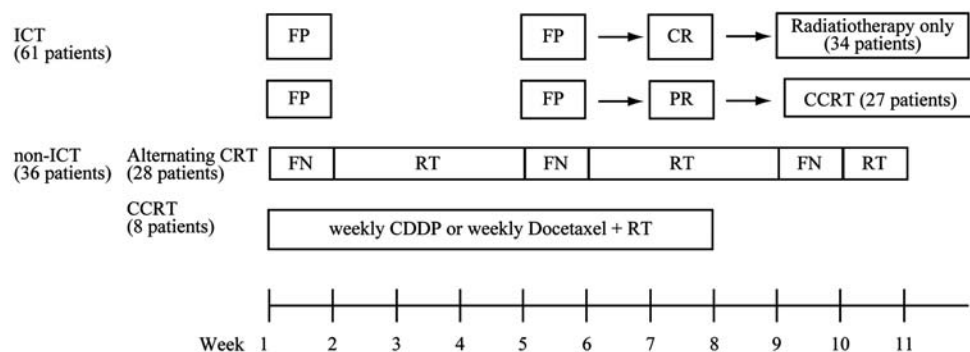 ICT
(61 patients)
FP
FP
CR
Radiatiotherapy only
(34 patients)
FP
FP
PR
CCRT (27 patients)
non-ICT
(36 patients)
Alternating CRT
(28 patients)
FN
RT
FN
RT
FN
RT
CCRT
(8 patients)
weekly CDDP or weekly Docetaxel + RT
Week 1 2 3 4 5 6 7 8 9 10 11